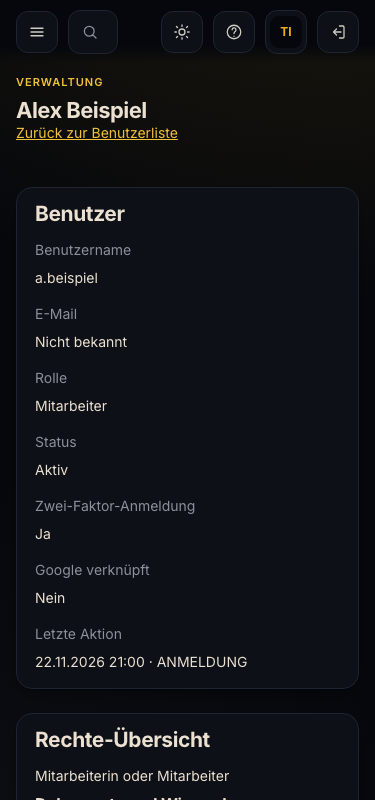 TI
VERWALTUNG
Alex Beispiel
Zurück zur Benutzerliste
Benutzer
Benutzername
a.beispiel
E-Mail
Nicht bekannt
Rolle
Mitarbeiter
Status
Aktiv
Zwei-Faktor-Anmeldung
Ja
Google verknüpft
Nein
Letzte Aktion
22.11.2026 21:00 · ANMELDUNG
Rechte-Übersicht
Mitarbeiterin oder Mitarbeiter